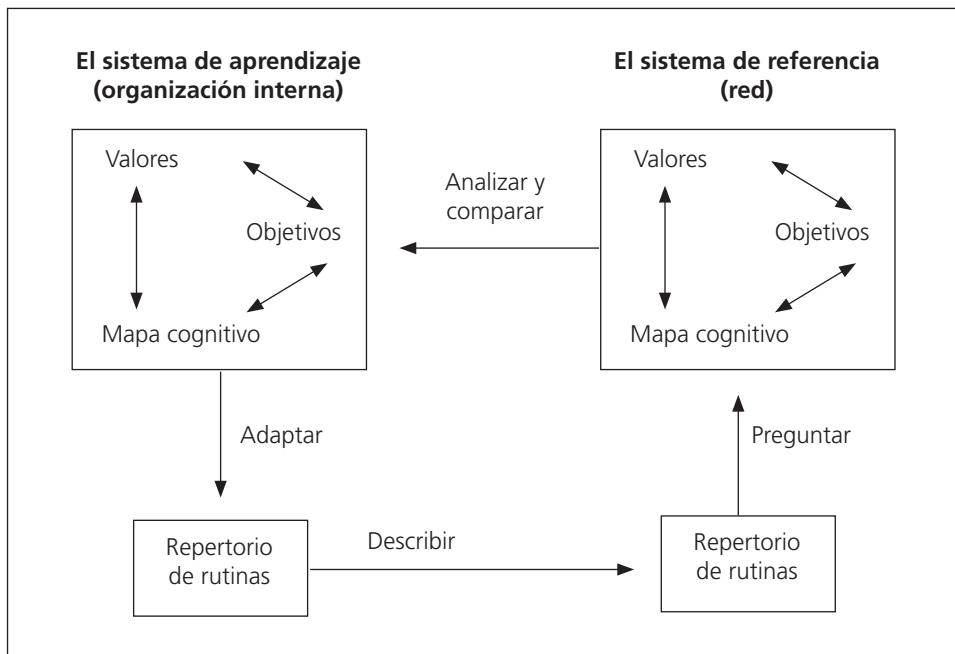 El sistema de aprendizaje
(organización interna)
El sistema de referencia
(red)
Valores
Objetivos
Mapa cognitivo
Analizar y
comparar
Valores
Objetivos
Mapa cognitivo
Adaptar
Preguntar
Repertorio
de rutinas
Describir
Repertorio
de rutinas